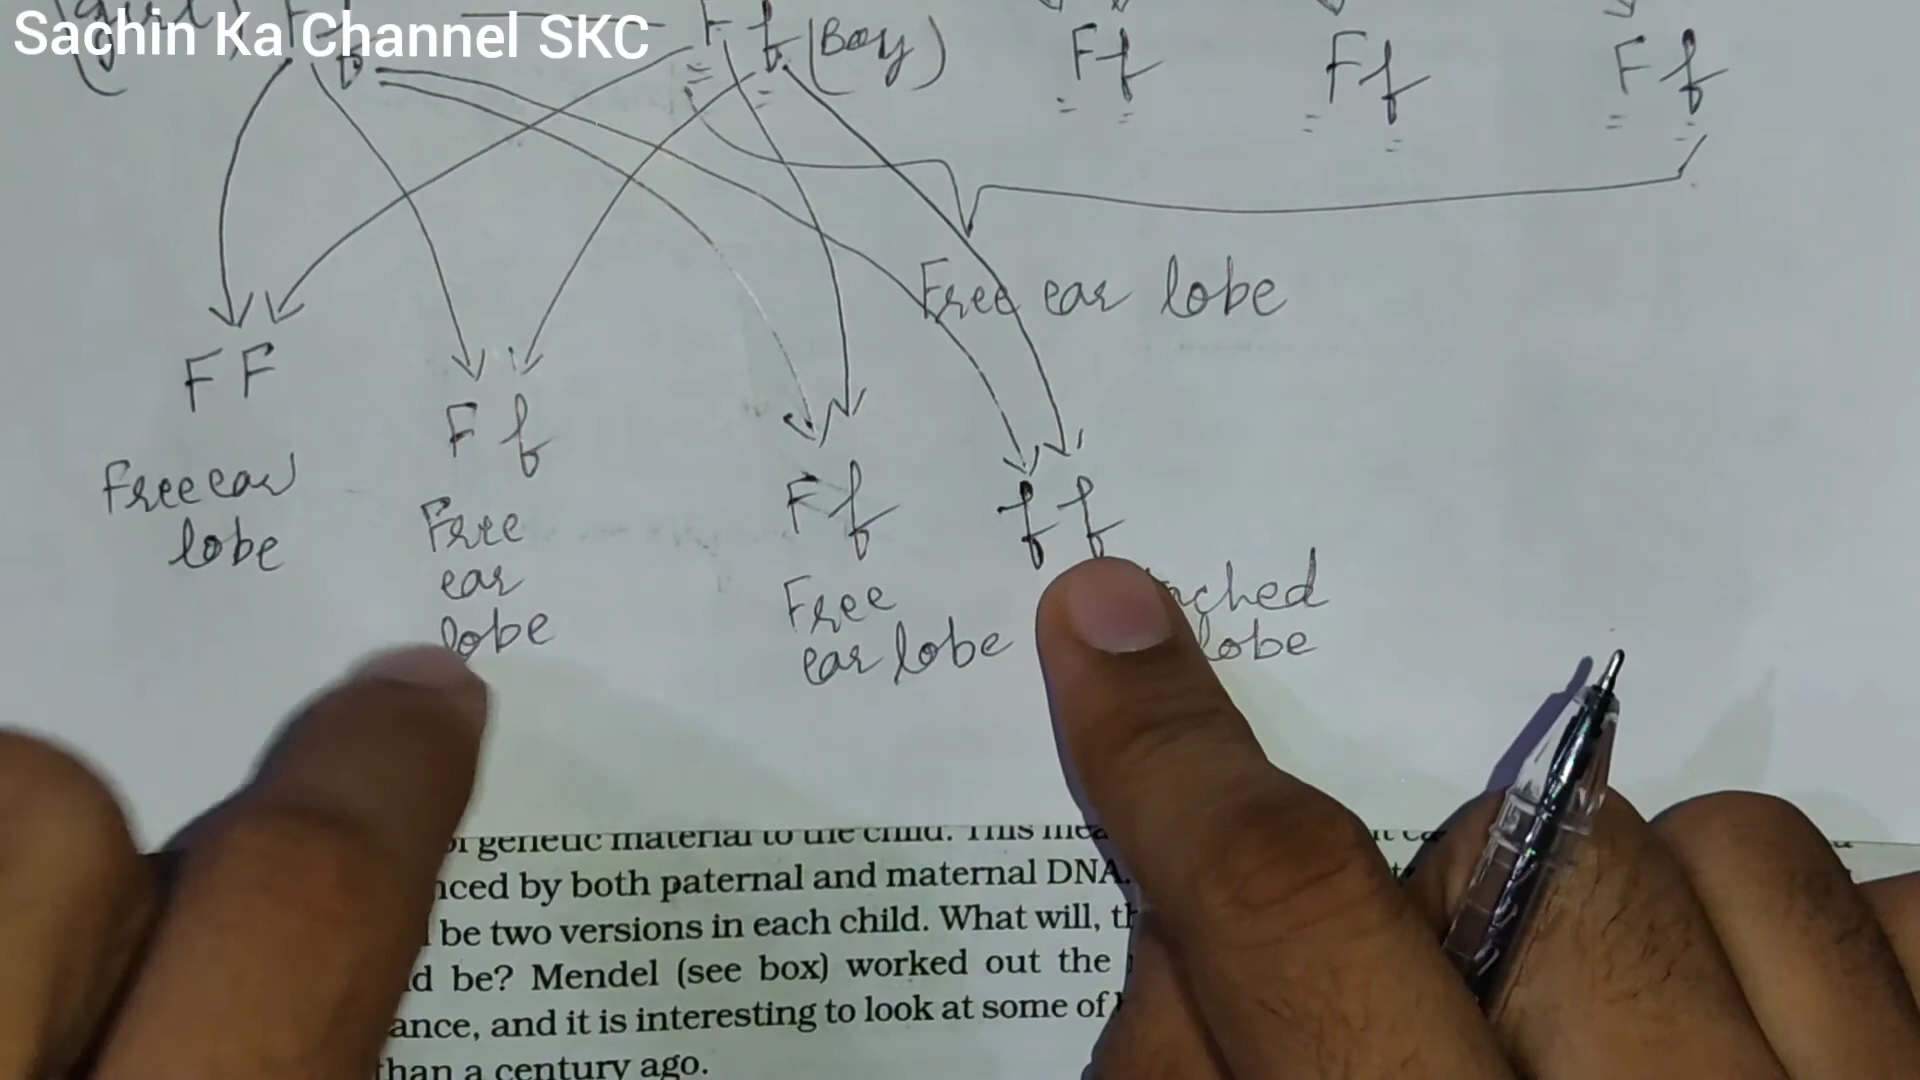 Sachin Ka Channel SKC
F f (Boy)
Ff
Ff
Ff
Free ear lobe
FF
Free ear
lobe
Ff
Free
ear
lobe
Ff
Free
ear lobe
ff
lobe
genetic material to the child. This
by both paternal and maternal DNA.
be two versions in each child. What will,
be? Mendel (see box) worked out the
and it is interesting to look at some of
than a century ago.